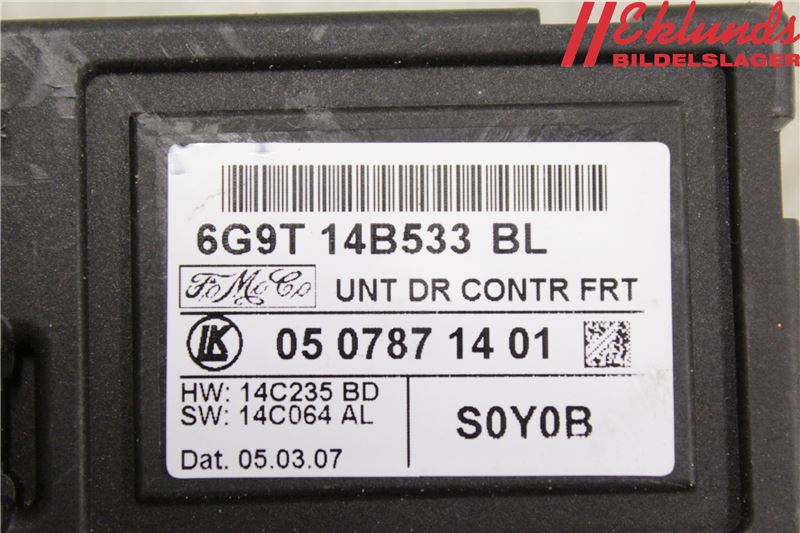 Eklunds
BILDELSLAGER
6G9T 14B533 BL
FoMoCo UNT DR CONTR FRT
LK 05 0787 14 01
HW: 14C235 BD
SW: 14C064 AL
S0Y0B
Dat. 05.03.07